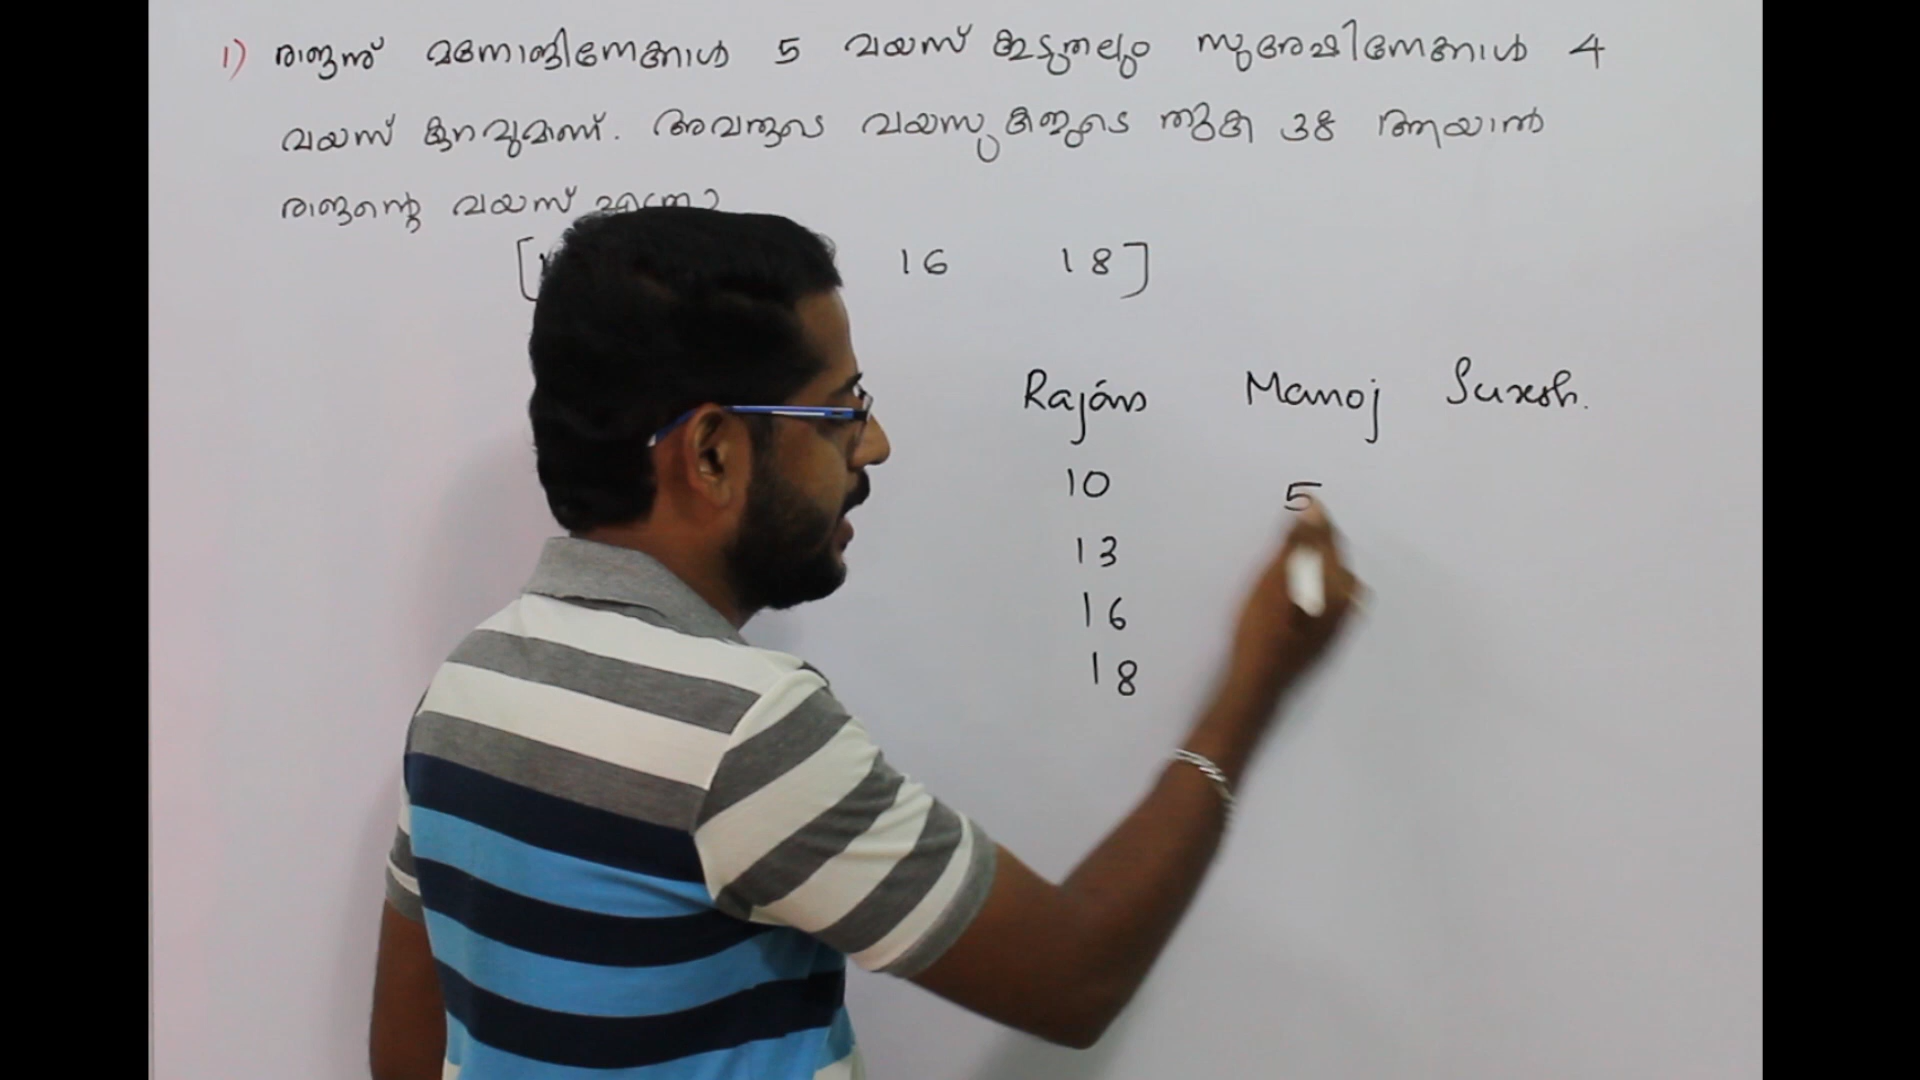 1) രാജന് മനോജിനേക്കാൾ 5 വയസ് കൂടുതലും സുരേഷിനേക്കാൾ 4
വയസ് കുറവുമാണ്. അവരുടെ വയസുകളുടെ തുക 38 ആയാൽ
രാജന്റെ വയസ് എത്ര?
[ 16 18]
Rajan Manoj Suresh.
10 5
13
16
18